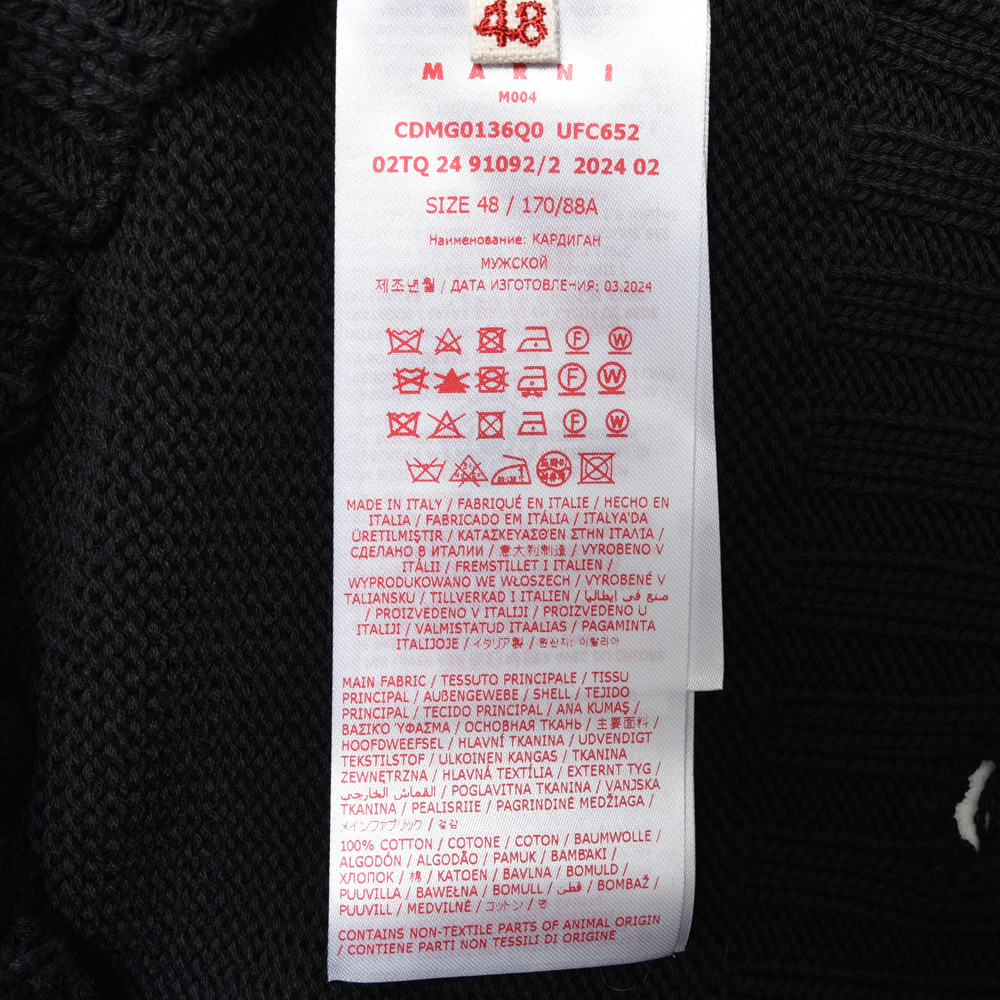 48
MARNI
M004
CDMG0136Q0 UFC652
02TQ 24 91092/2 2024 02
SIZE 48 / 170/88A
Наименование: КАРДИГАН
МУЖСКОЙ
제조년월 / ДАТА ИЗГОТОВЛЕНИЯ: 03.2024
F W
F W
F W
MADE IN ITALY / FABRIQUÉ EN ITALIE / HECHO EN
ITALIA / FABRICADO EM ITÁLIA / ITALYA'DA
ÜRETILMIŞTIR / ΚΑΤΑΣΚΕΥΑΣΘΕΝ ΣΤΗΝ ΙΤΑΛΙΑ /
СДЕЛАНО В ИТАЛИИ / 意大利制造 / VYROBENO V
ITÁLII / FREMSTILLET I ITALIEN /
WYPRODUKOWANO WE WŁOSZECH / VYROBENÉ V
TALIANSKU / TILLVERKAD I ITALIEN / صنع في إيطاليا
/ PROIZVEDENO V ITALIJI / PROIZVEDENO U
ITALIJI / VALMISTATUD ITAALIAS / PAGAMINTA
ITALIJOJE / イタリア製 / 원산지: 이탈리아
MAIN FABRIC / TESSUTO PRINCIPALE / TISSU
PRINCIPAL / AUßENGEWEBE / SHELL / TEJIDO
PRINCIPAL / TECIDO PRINCIPAL / ANA KUMAŞ /
ΒΑΣΙΚΟ ΎΦΑΣΜΑ / ОСНОВНАЯ ТКАНЬ / 主要面料 /
HOOFDWEEFSEL / HLAVNÍ TKANINA / UDVENDIGT
TEKSTILSTOF / ULKOINEN KANGAS / TKANINA
ZEWNĘTRZNA / HLAVNÁ TEXTÍLIA / EXTERNT TYG /
القماش الخارجي / POGLAVITNA TKANINA / VANJSKA
TKANINA / PEALISRIIE / PAGRINDINĖ MEDŽIAGA /
メインファブリック / 겉감
100% COTTON / COTONE / COTON / BAUMWOLLE /
ALGODÓN / ALGODÃO / PAMUK / ΒΑΜΒΑΚΙ /
ХЛОПОК / 棉 / KATOEN / BAVLNA / BOMULD /
PUUVILLA / BAWEŁNA / BOMULL / قطن / BOMBAŽ /
PUUVILL / MEDVILNĖ / コットン / 면
CONTAINS NON-TEXTILE PARTS OF ANIMAL ORIGIN
/ CONTIENE PARTI NON TESSILI DI ORIGINE